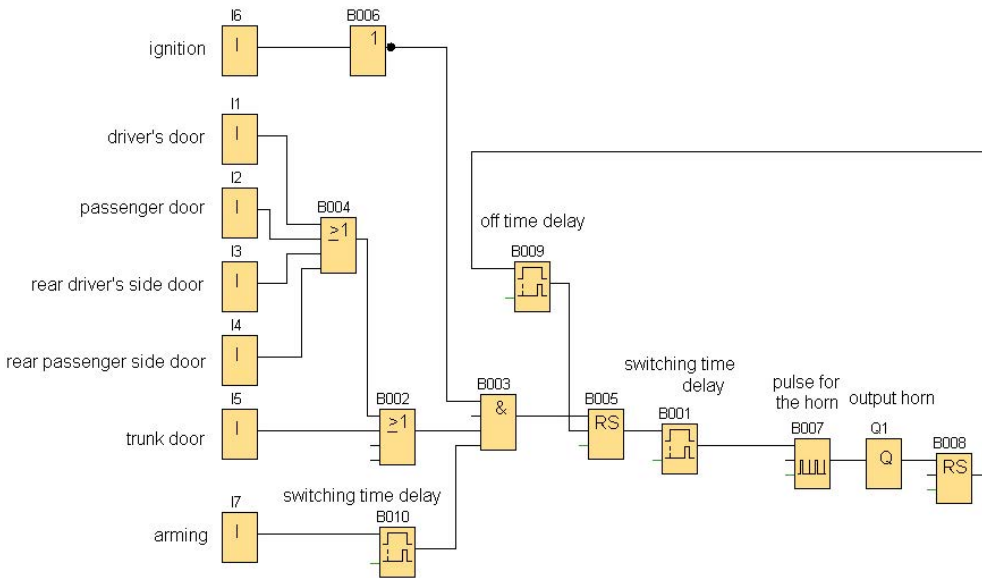 I6
B006
ignition
I
1
I1
driver's door
I
I2
passenger door
I
B004
>1
off time delay
I3
B009
rear driver's side door
I
I4
rear passenger side door
I
switching time
delay
pulse for
the horn
output horn
I5
B002
B003
B005
B001
B007
Q1
B008
trunk door
I
>1
&
RS
Q
RS
switching time delay
I7
B010
arming
I